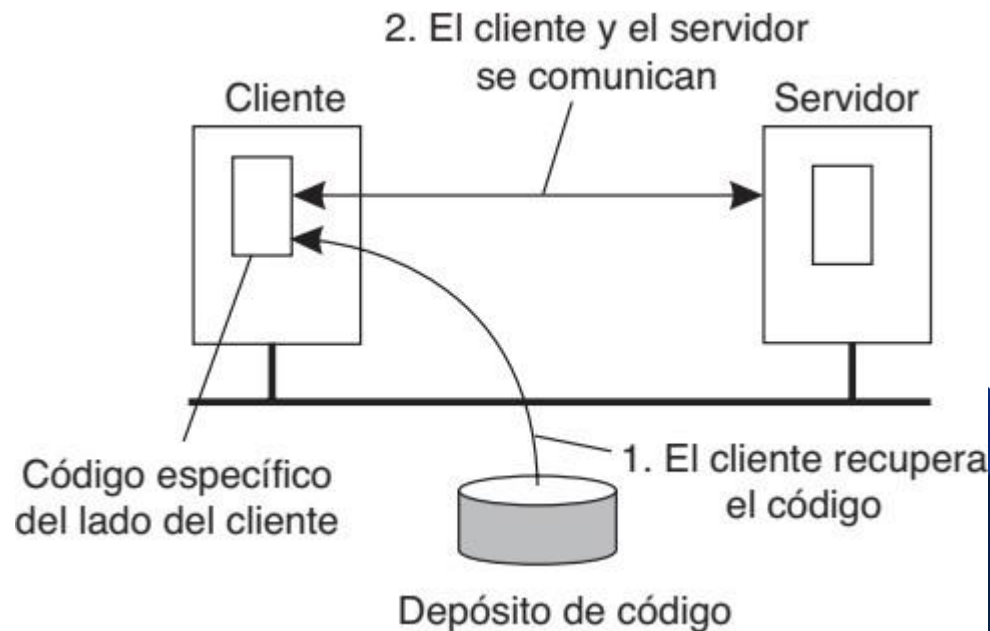 2. El cliente y el servidor
se comunican
Cliente
Servidor
Código específico
del lado del cliente
1. El cliente recupera
el código
Depósito de código